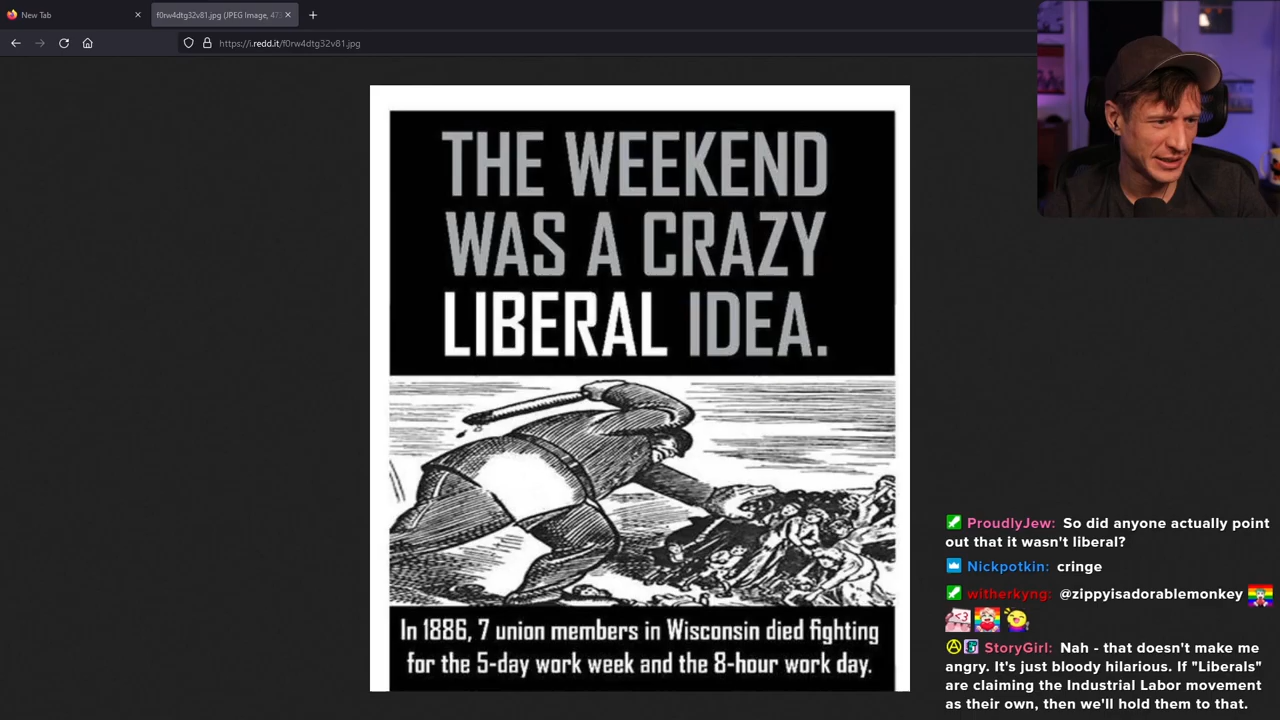 New Tab
f0rw4dtg32v81.jpg (JPEG Image, 47
https://i.redd.it/f0rw4dtg32v81.jpg
THE WEEKEND
WAS A CRAZY
LIBERAL IDEA.
In 1886, 7 union members in Wisconsin died fighting
for the 5-day work week and the 8-hour work day.
ProudlyJew: So did anyone actually point
out that it wasn't liberal?
Nickpotkin: cringe
witherkyng: @zippyisadorablemonkey
<3
StoryGirl: Nah - that doesn't make me
angry. It's just bloody hilarious. If "Liberals"
are claiming the Industrial Labor movement
as their own, then we'll hold them to that.